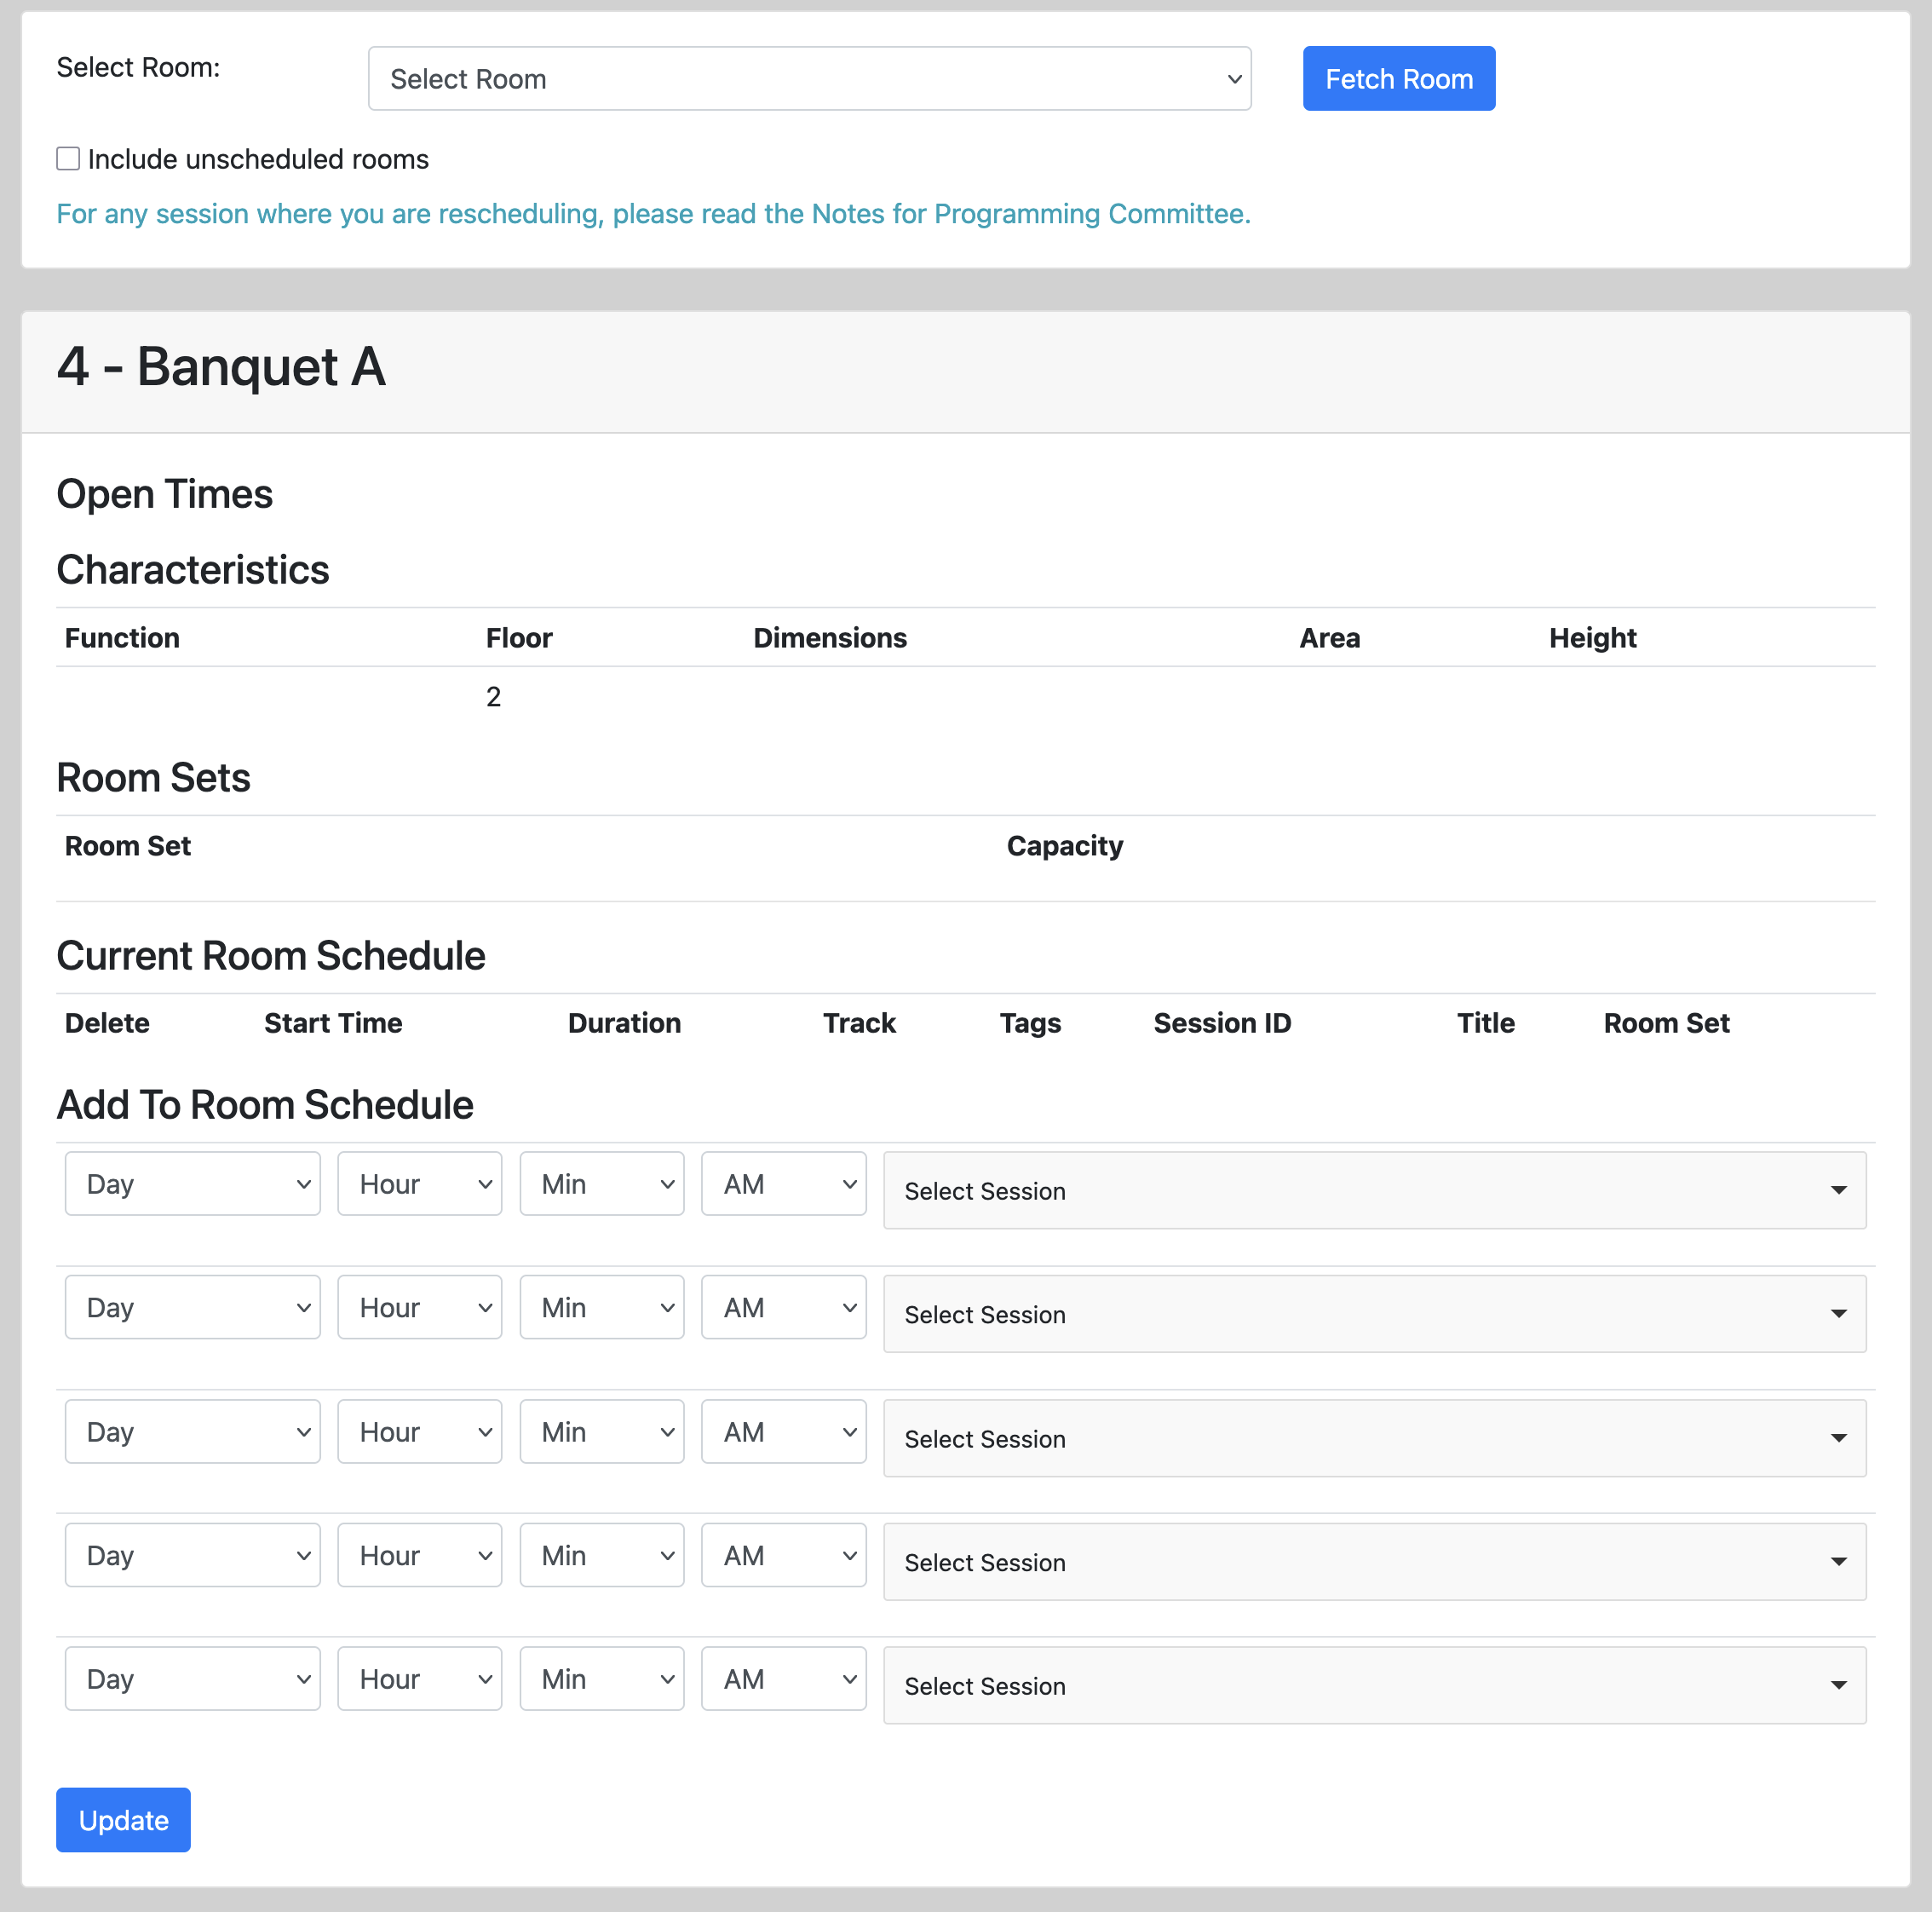 Select Room: Select Room Fetch Room
Include unscheduled rooms
For any session where you are rescheduling, please read the Notes for Programming Committee.
4 - Banquet A
Open Times
Characteristics
Function Floor Dimensions Area Height
2
Room Sets
Room Set Capacity
Current Room Schedule
Delete Start Time Duration Track Tags Session ID Title Room Set
Add To Room Schedule
Day Hour Min AM Select Session
Day Hour Min AM Select Session
Day Hour Min AM Select Session
Day Hour Min AM Select Session
Day Hour Min AM Select Session
Update